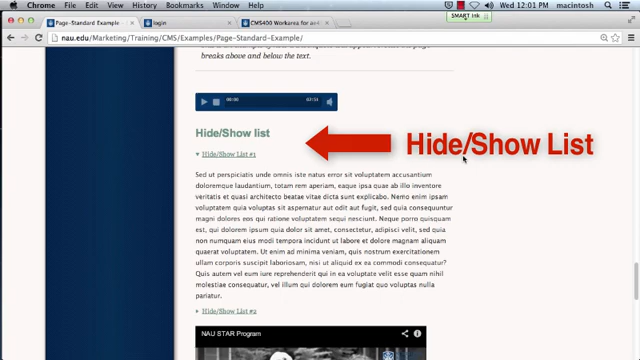 Chrome File Edit View History Bookmarks Window Help Wed 12:01 PM macintosh
SMART Ink
Page-Standard-Example
login
CMS400 Workarea for
nau.edu/Marketing/Training/CMS/Examples/Page-Standard-Example/
breaks above and below the text.
00:00 02:51
Hide/Show list
Hide/Show List
Hide/Show List #1
Sed ut perspiciatis unde omnis iste natus error sit voluptatem accusantium
doloremque laudantium, totam rem aperiam, eaque ipsa quae ab illo inventore
veritatis et quasi architecto beatae vitae dicta sunt explicabo. Nemo enim ipsam
voluptatem quia voluptas sit aspernatur aut odit aut fugit, sed quia consequuntur
magni dolores eos qui ratione voluptatem sequi nesciunt. Neque porro quisquam
est, qui dolorem ipsum quia dolor sit amet, consectetur, adipisci velit, sed quia
non numquam eius modi tempora incidunt ut labore et dolore magnam aliquam
quaerat voluptatem. Ut enim ad minima veniam, quis nostrum exercitationem ullam
corporis suscipit laboriosam, nisi ut aliquid ex ea commodi consequatur?
Quis autem vel eum iure reprehenderit qui in ea voluptate velit esse quam nihil
molestiae consequatur, vel illum qui dolorem eum fugiat quo voluptas nulla
pariatur.
Hide/Show List #2
NAU STAR Program